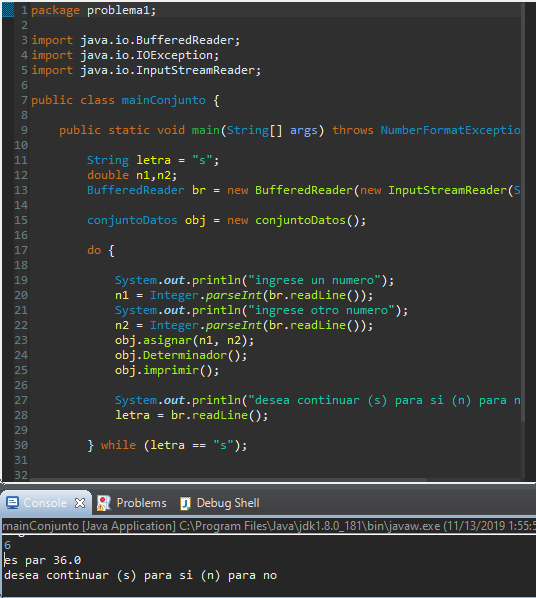 1 package problema1;
2
3 import java.io.BufferedReader;
4 import java.io.IOException;
5 import java.io.InputStreamReader;
6
7 public class mainConjunto {
8
9 public static void main(String[] args) throws NumberFormatExceptio
10
11 String letra = "s";
12 double n1,n2;
13 BufferedReader br = new BufferedReader(new InputStreamReader(S
14
15 conjuntoDatos obj = new conjuntoDatos();
16
17 do {
18
19 System.out.println("ingrese un numero");
20 n1 = Integer.parseInt(br.readLine());
21 System.out.println("ingrese otro numero");
22 n2 = Integer.parseInt(br.readLine());
23 obj.asignar(n1, n2);
24 obj.Determinador();
25 obj.imprimir();
26
27 System.out.println("desea continuar (s) para si (n) para n
28 letra = br.readLine();
29
30 } while (letra == "s");
31
32
Console Problems Debug Shell
mainConjunto [Java Application] C:\Program Files\Java\jdk1.8.0_181\bin\javaw.exe (11/13/2019 1:55:5
6
es par 36.0
desea continuar (s) para si (n) para no